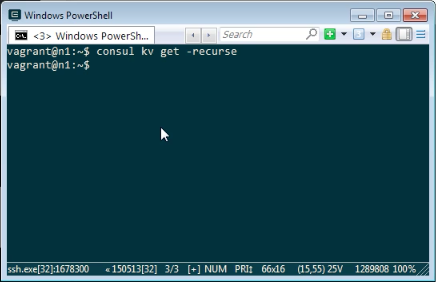 Windows PowerShell
<3> Windows PowerSh...
Search
vagrant@n1:~$ consul kv get -recurse
vagrant@n1:~$
ssh.exe[32]:1678300 «150513[32] 3/3 [+] NUM PRI‡ 66x16 (15,55) 25V 1289808 100%